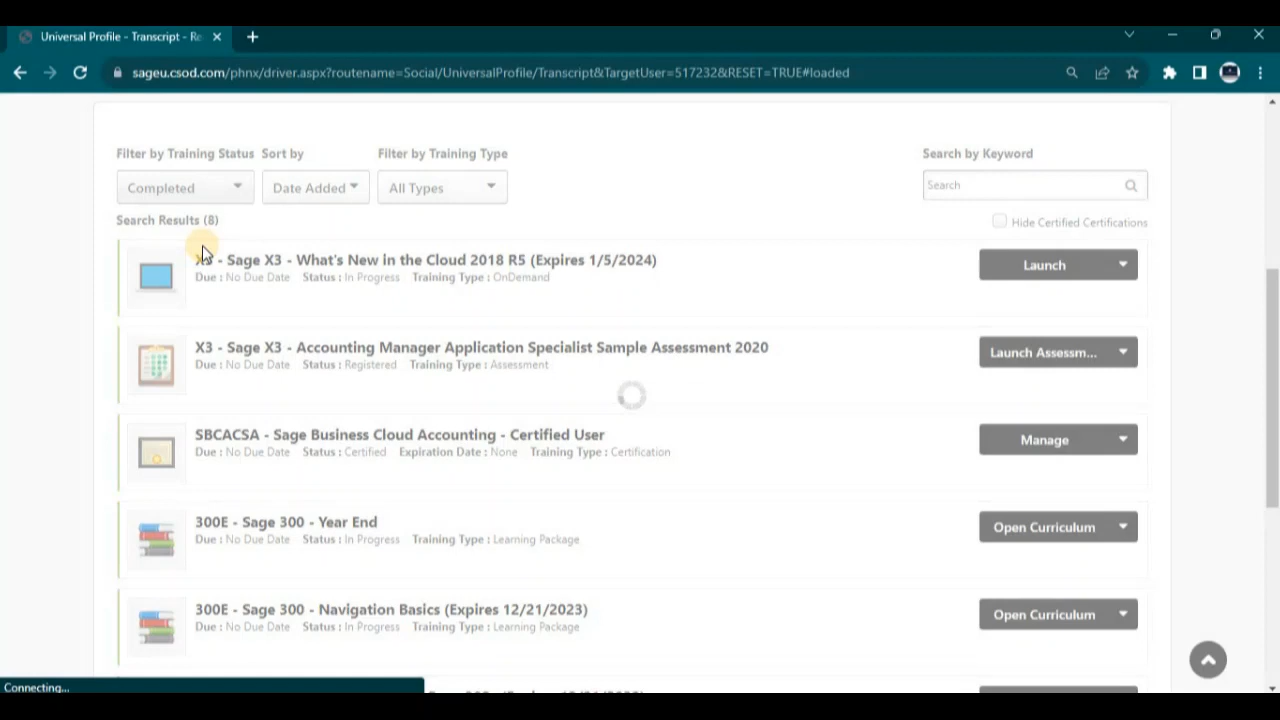 Universal Profile - Transcript - Re
sageu.csod.com/phnx/driver.aspx?routename=Social/UniversalProfile/Transcript&TargetUser=517232&RESET=TRUE#loaded
Filter by Training Status Sort by Filter by Training Type Search by Keyword
Completed Date Added All Types Search
Search Results (8) Hide Certified Certifications
X3 - Sage X3 - What's New in the Cloud 2018 R5 (Expires 1/5/2024)
Due : No Due Date Status : In Progress Training Type : OnDemand
Launch
X3 - Sage X3 - Accounting Manager Application Specialist Sample Assessment 2020
Due : No Due Date Status : Registered Training Type : Assessment
Launch Assessm...
SBCACSA - Sage Business Cloud Accounting - Certified User
Due : No Due Date Status : Certified Expiration Date : None Training Type : Certification
Manage
300E - Sage 300 - Year End
Due : No Due Date Status : In Progress Training Type : Learning Package
Open Curriculum
300E - Sage 300 - Navigation Basics (Expires 12/21/2023)
Due : No Due Date Status : In Progress Training Type : Learning Package
Open Curriculum
Connecting...